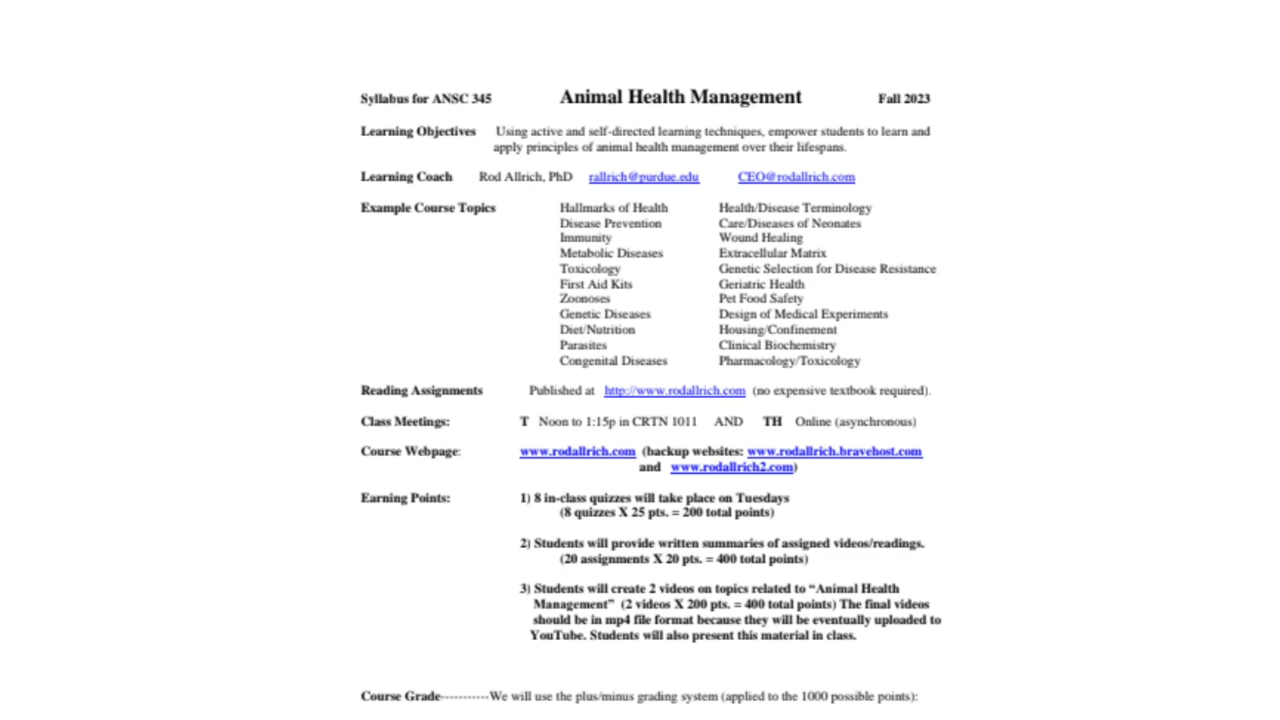 Syllabus for ANSC 345 Animal Health Management Fall 2023
Learning Objectives Using active and self-directed learning techniques, empower students to learn and
apply principles of animal health management over their lifespans.
Learning Coach Rod Allrich, PhD rallrich@purdue.edu CEO@rodallrich.com
Example Course Topics Hallmarks of Health Health/Disease Terminology
Disease Prevention Care/Diseases of Neonates
Immunity Wound Healing
Metabolic Diseases Extracellular Matrix
Toxicology Genetic Selection for Disease Resistance
First Aid Kits Geriatric Health
Zoonoses Pet Food Safety
Genetic Diseases Design of Medical Experiments
Diet/Nutrition Housing/Confinement
Parasites Clinical Biochemistry
Congenital Diseases Pharmacology/Toxicology
Reading Assignments Published at http://www.rodallrich.com (no expensive textbook required).
Class Meetings: T Noon to 1:15p in CRTN 1011 AND TH Online (asynchronous)
Course Webpage: www.rodallrich.com (backup websites: www.rodallrich.bravehost.com
and www.rodallrich2.com)
Earning Points: 1) 8 in-class quizzes will take place on Tuesdays
(8 quizzes X 25 pts. = 200 total points)
2) Students will provide written summaries of assigned videos/readings.
(20 assignments X 20 pts. = 400 total points)
3) Students will create 2 videos on topics related to “Animal Health
Management” (2 videos X 200 pts. = 400 total points) The final videos
should be in mp4 file format because they will be eventually uploaded to
YouTube. Students will also present this material in class.
Course Grade-----------We will use the plus/minus grading system (applied to the 1000 possible points):